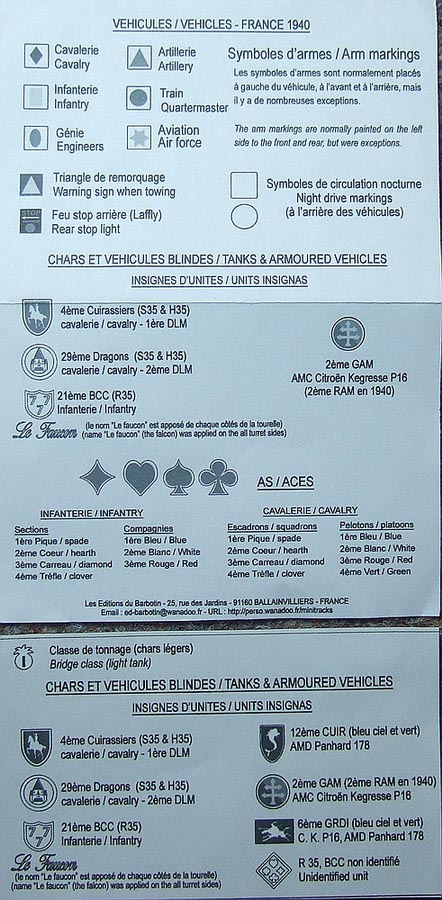 VEHICULES / VEHICLES - FRANCE 1940
Cavalerie
Cavalry
Artillerie
Artillery
Infanterie
Infantry
Train
Quartermaster
Génie
Engineers
Aviation
Air force
Symboles d'armes / Arm markings
Les symboles d'armes sont normalement placés
à gauche du véhicule, à l'avant et à l'arrière, mais
il y a de nombreuses exceptions.
The arm markings are normally painted on the left
side to the front and rear, but were exceptions.
Triangle de remorquage
Warning sign when towing
STOP
Feu stop arrière (Laffly)
Rear stop light
Symboles de circulation nocturne
Night drive markings
(à l'arrière des véhicules)
CHARS ET VEHICULES BLINDES / TANKS & ARMOURED VEHICLES
INSIGNES D'UNITES / UNITS INSIGNAS
4ème Cuirassiers (S35 & H35)
cavalerie / cavalry - 1ère DLM
29ème Dragons (S35 & H35)
cavalerie / cavalry - 2ème DLM
2ème GAM
AMC Citroën Kegresse P16
(2ème RAM en 1940)
21ème BCC (R35)
Infanterie / Infantry
Le Faucon
(le nom "Le faucon" est apposé de chaque côtés de la tourelle)
(name "Le faucon" (the falcon) was applied on the all turret sides)
AS / ACES
INFANTERIE / INFANTRY
Sections
1ère Pique / spade
2ème Coeur / hearth
3ème Carreau / diamond
4ème Trèfle / clover
Compagnies
1ère Bleu / Blue
2ème Blanc / White
3ème Rouge / Red
CAVALERIE / CAVALRY
Escadrons / squadrons
1ère Pique / spade
2ème Coeur / hearth
3ème Carreau / diamond
4ème Trèfle / clover
Pelotons / platoons
1ère Bleu / Blue
2ème Blanc / White
3ème Rouge / Red
4ème Vert / Green
Les Editions du Barbotin - 25, rue des Jardins - 91160 BALLAINVILLIERS - FRANCE
Email : ed-barbotin@wanadoo.fr - URL : http://perso.wanadoo.fr/minitracks
Classe de tonnage (chars légers)
Bridge class (light tank)
CHARS ET VEHICULES BLINDES / TANKS & ARMOURED VEHICLES
INSIGNES D'UNITES / UNITS INSIGNAS
4ème Cuirassiers (S35 & H35)
cavalerie / cavalry - 1ère DLM
29ème Dragons (S35 & H35)
cavalerie / cavalry - 2ème DLM
21ème BCC (R35)
Infanterie / Infantry
Le Faucon
(le nom "Le faucon" est apposé de chaque côtés de la tourelle)
(name "Le faucon" (the falcon) was applied on the all turret sides)
12ème CUIR (bleu ciel et vert)
AMD Panhard 178
2ème GAM (2ème RAM en 1940)
AMC Citroën Kegresse P16
6ème GRDI (bleu ciel et vert)
C. K. P16, AMD Panhard 178
R 35, BCC non identifié
Unidentified unit